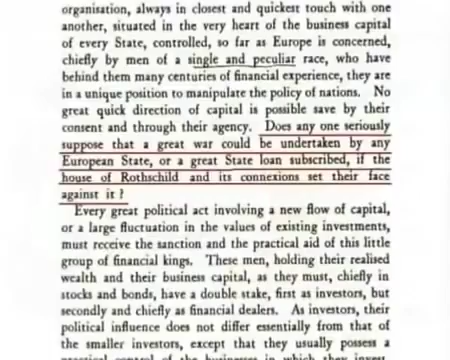 organisation, always in closest and quickest touch with one
another, situated in the very heart of the business capital
of every State, controlled, so far as Europe is concerned,
chiefly by men of a single and peculiar race, who have
behind them many centuries of financial experience, they are
in a unique position to manipulate the policy of nations. No
great quick direction of capital is possible save by their
consent and through their agency. Does any one seriously
suppose that a great war could be undertaken by any
European State, or a great State loan subscribed, if the
house of Rothschild and its connexions set their face
against it?
Every great political act involving a new flow of capital,
or a large fluctuation in the values of existing investments,
must receive the sanction and the practical aid of this little
group of financial kings. These men, holding their realised
wealth and their business capital, as they must, chiefly in
stocks and bonds, have a double stake, first as investors, but
secondly and chiefly as financial dealers. As investors, their
political influence does not differ essentially from that of
the smaller investors, except that they usually possess a
practical control of the businesses in which they invest.